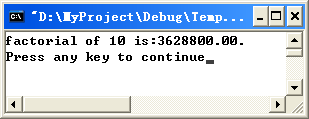 "D:\MyProject\Debug\Temp...
factorial of 10 is:3628800.00.
Press any key to continue